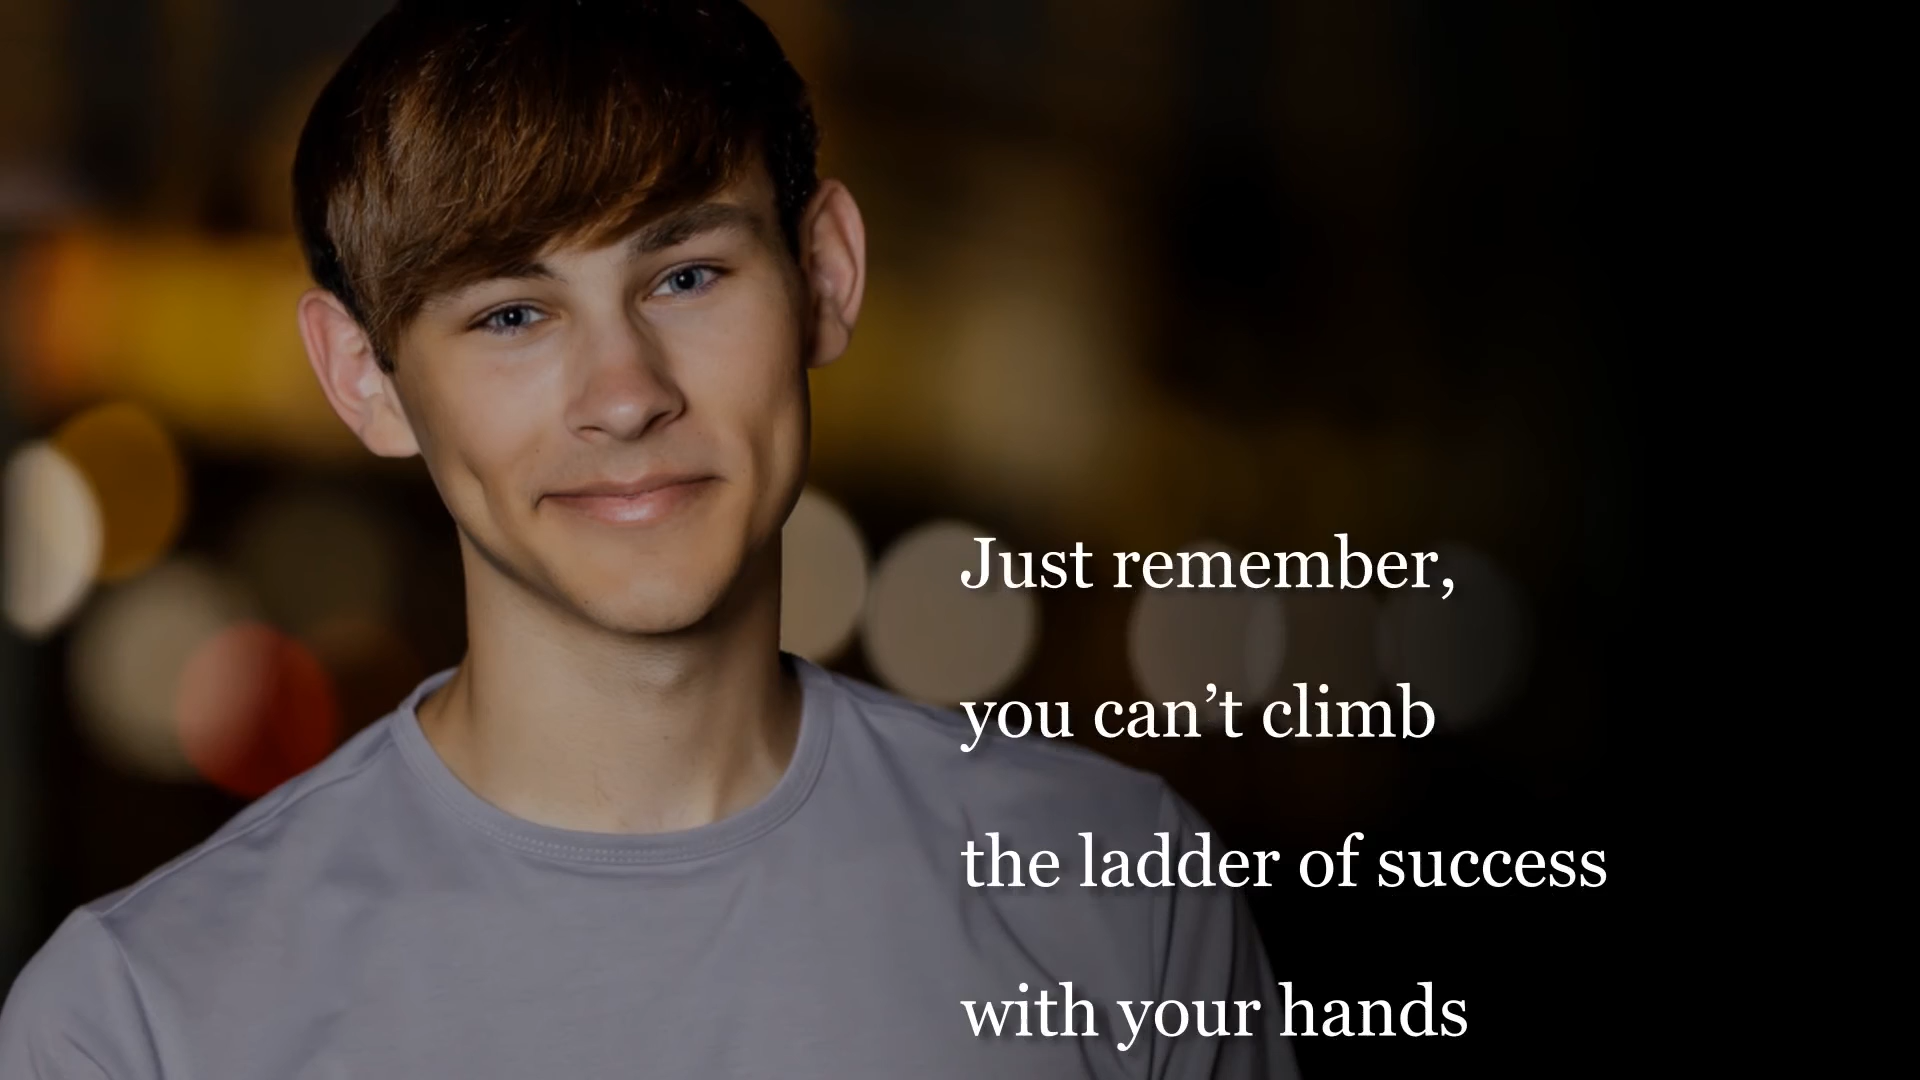 Just remember,
you can’t climb
the ladder of success
with your hands